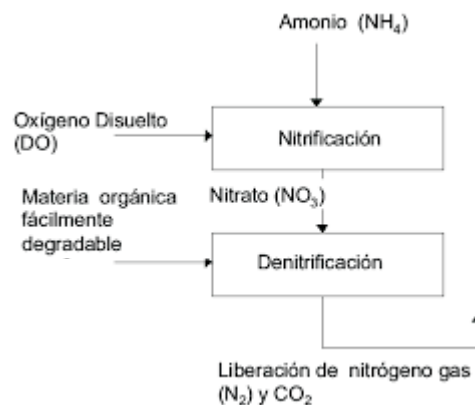 Amonio (NH₄)
Oxígeno Disuelto
(DO)
Nitrificación
Materia orgánica
fácilmente
degradable
Nitrato (NO₃)
Denitrificación
Liberación de nitrógeno gas
(N₂) y CO₂